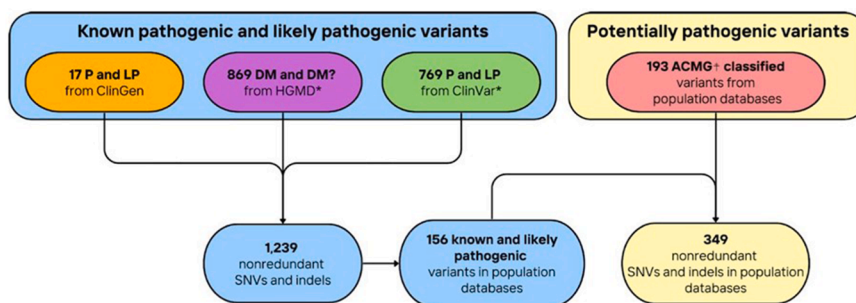 Known pathogenic and likely pathogenic variants
Potentially pathogenic variants
17 P and LP
from ClinGen
869 DM and DM?
from HGMD*
769 P and LP
from ClinVar*
193 ACMG† classified
variants from
population databases
1,239
nonredundant
SNVs and indels
156 known and likely
pathogenic
variants in population
databases
349
nonredundant
SNVs and indels in population
databases